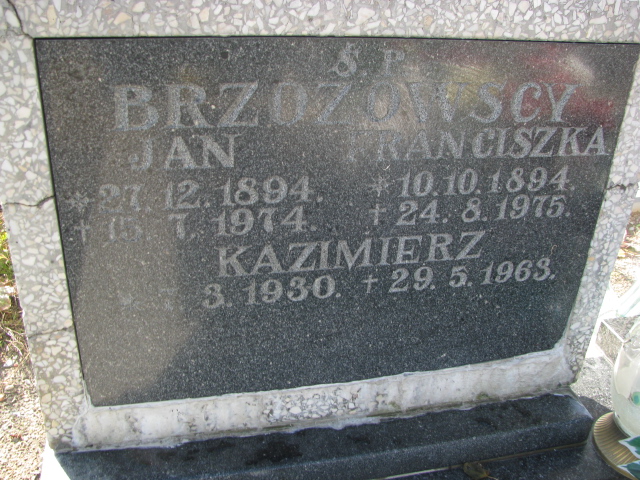 Ś.P.
BRZOZOWSCY
JAN FRANCISZKA
* 27.12.1894. * 10.10.1894.
† 7.1974. † 24.8.1975.
KAZIMIERZ
* 3.1930. † 29.5.1963.